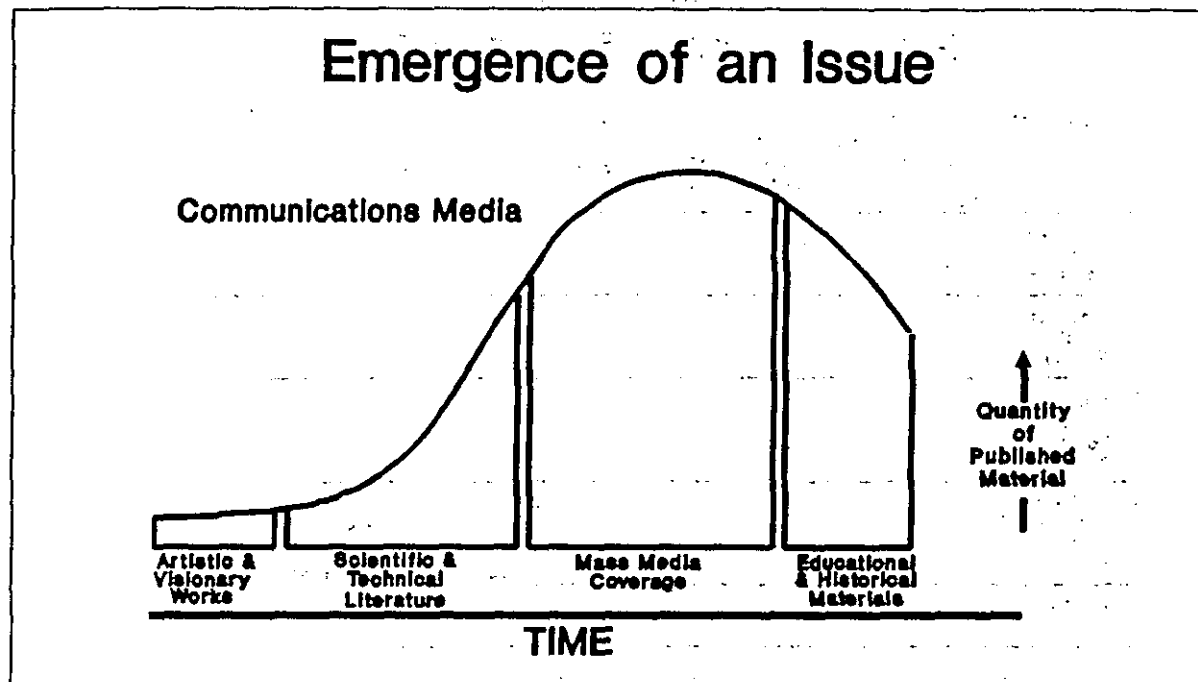 Emergence of an Issue
Communications Media
Quantity
of
Published
Material
Artistic &
Visionary
Works
Scientific &
Technical
Literature
Mass Media
Coverage
Educational
& Historical
Materials
TIME